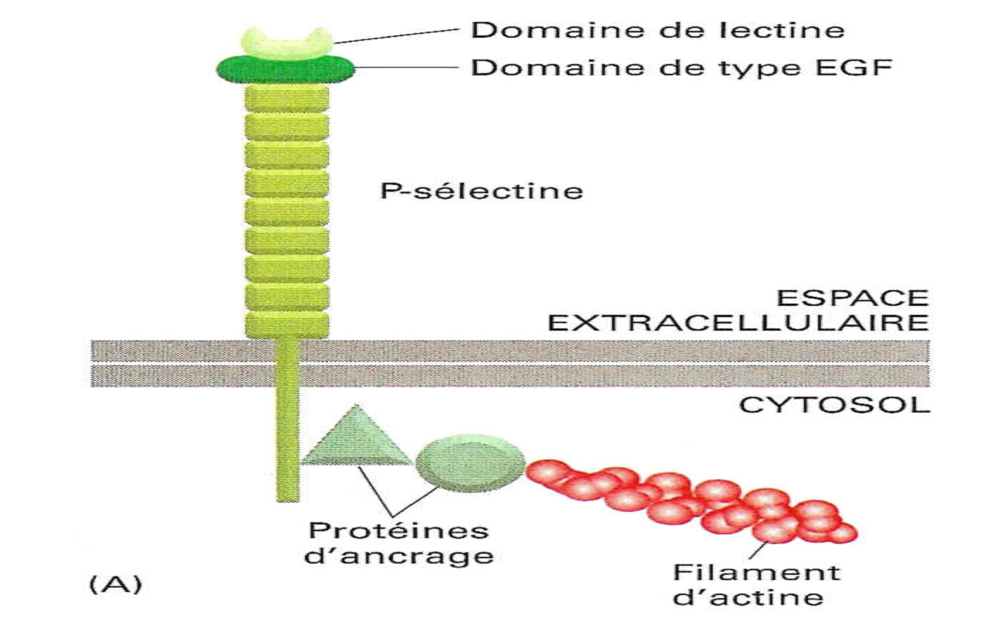 Domaine de lectine
Domaine de type EGF
P-sélectine
ESPACE
EXTRACELLULAIRE
CYTOSOL
Protéines
d'ancrage
Filament
d'actine
(A)